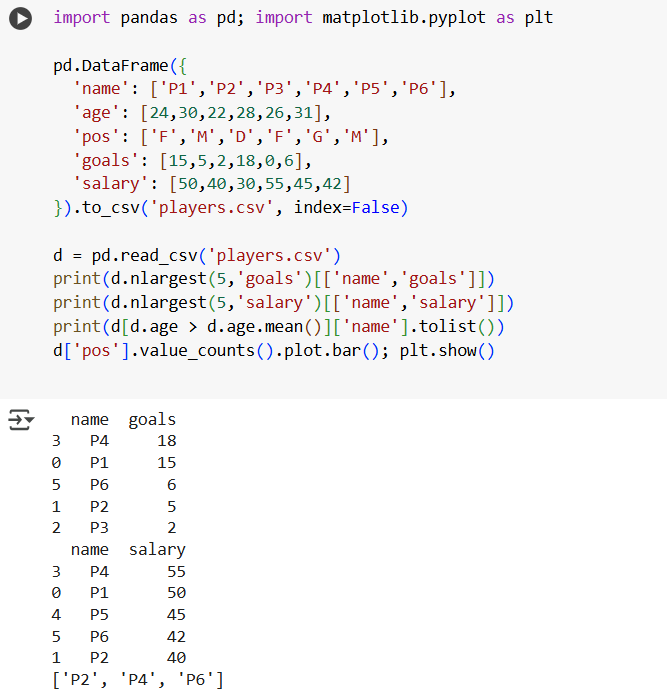 import pandas as pd; import matplotlib.pyplot as plt

pd.DataFrame({
  'name': ['P1','P2','P3','P4','P5','P6'],
  'age': [24,30,22,28,26,31],
  'pos': ['F','M','D','F','G','M'],
  'goals': [15,5,2,18,0,6],
  'salary': [50,40,30,55,45,42]
}).to_csv('players.csv', index=False)

d = pd.read_csv('players.csv')
print(d.nlargest(5,'goals')[['name','goals']])
print(d.nlargest(5,'salary')[['name','salary']])
print(d[d.age > d.age.mean()]['name'].tolist())
d['pos'].value_counts().plot.bar(); plt.show()

  name  goals
3   P4     18
0   P1     15
5   P6      6
1   P2      5
2   P3      2
  name  salary
3   P4      55
0   P1      50
4   P5      45
5   P6      42
1   P2      40
['P2', 'P4', 'P6']